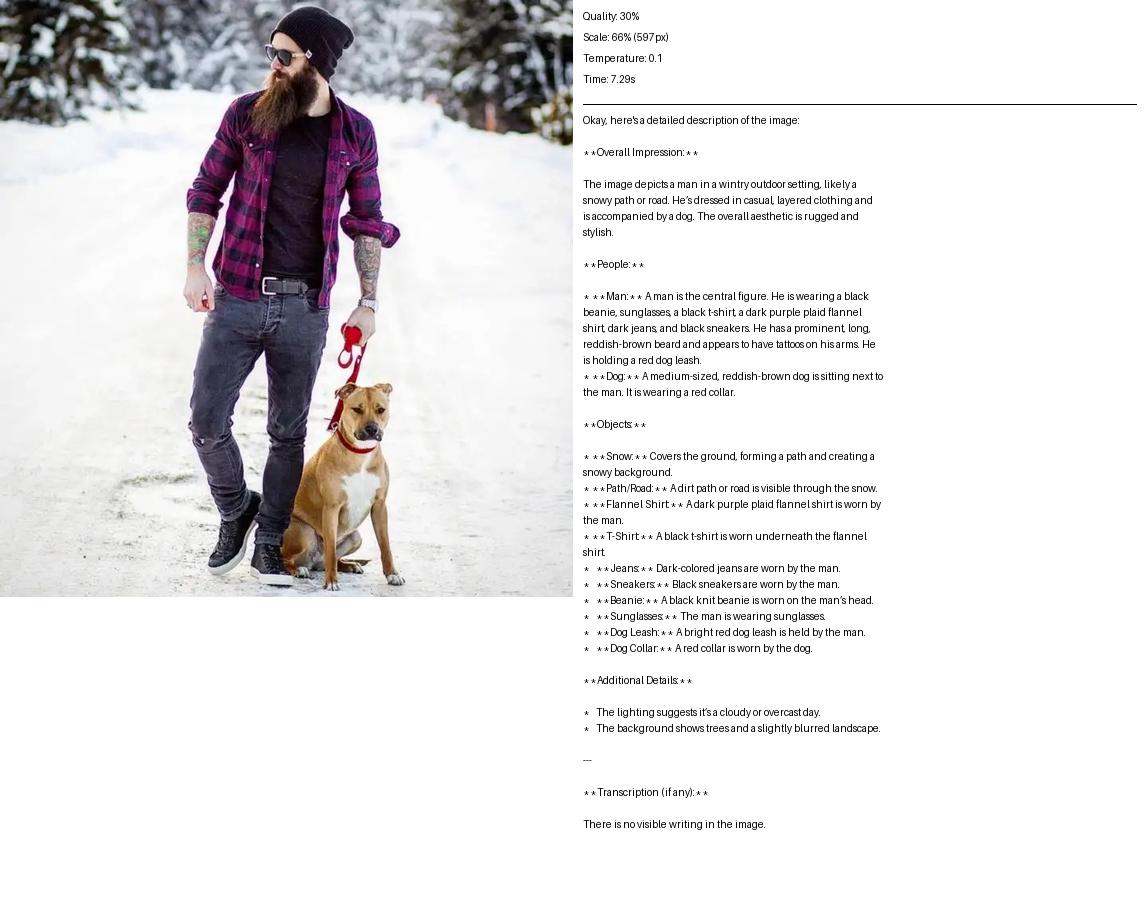 Quality: 30%
Scale: 66% (597px)
Temperature: 0.1
Time: 7.29s
Okay, here's a detailed description of the image:
**Overall Impression:**
The image depicts a man in a wintry outdoor setting, likely a
snowy path or road. He's dressed in casual, layered clothing and
is accompanied by a dog. The overall aesthetic is rugged and
stylish.
**People:**
* **Man:** A man is the central figure. He is wearing a black
beanie, sunglasses, a black t-shirt, a dark purple plaid flannel
shirt, dark jeans, and black sneakers. He has a prominent, long,
reddish-brown beard and appears to have tattoos on his arms. He
is holding a red dog leash.
* **Dog:** A medium-sized, reddish-brown dog is sitting next to
the man. It is wearing a red collar.
**Objects:**
* **Snow:** Covers the ground, forming a path and creating a
snowy background.
* **Path/Road:** A dirt path or road is visible through the snow.
* **Flannel Shirt:** A dark purple plaid flannel shirt is worn by
the man.
* **T-Shirt:** A black t-shirt is worn underneath the flannel
shirt.
* **Jeans:** Dark-colored jeans are worn by the man.
* **Sneakers:** Black sneakers are worn by the man.
* **Beanie:** A black knit beanie is worn on the man's head.
* **Sunglasses:** The man is wearing sunglasses.
* **Dog Leash:** A bright red dog leash is held by the man.
* **Dog Collar:** A red collar is worn by the dog.
**Additional Details:**
* The lighting suggests it's a cloudy or overcast day.
* The background shows trees and a slightly blurred landscape.
---
**Transcription (if any):**
There is no visible writing in the image.